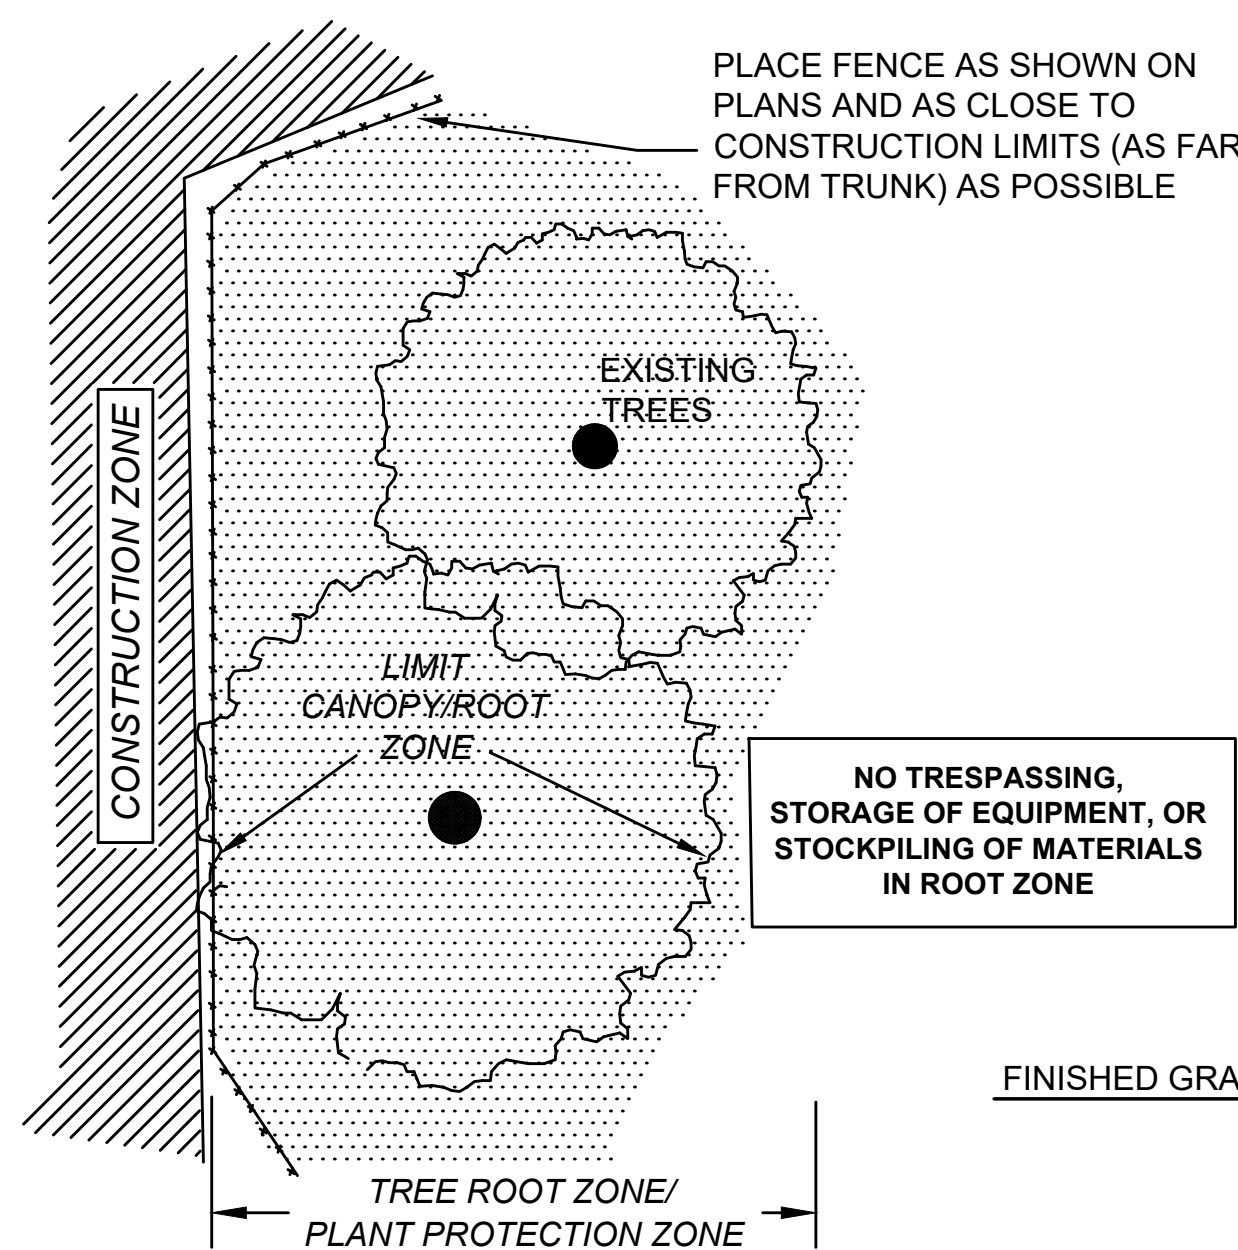 PLACE FENCE AS SHOWN ON
PLANS AND AS CLOSE TO
CONSTRUCTION LIMITS (AS FAR
FROM TRUNK) AS POSSIBLE
EXISTING
TREES
CONSTRUCTION ZONE
LIMIT
CANOPY/ROOT
ZONE
NO TRESPASSING,
STORAGE OF EQUIPMENT, OR
STOCKPILING OF MATERIALS
IN ROOT ZONE
FINISHED GRA
TREE ROOT ZONE/
PLANT PROTECTION ZONE